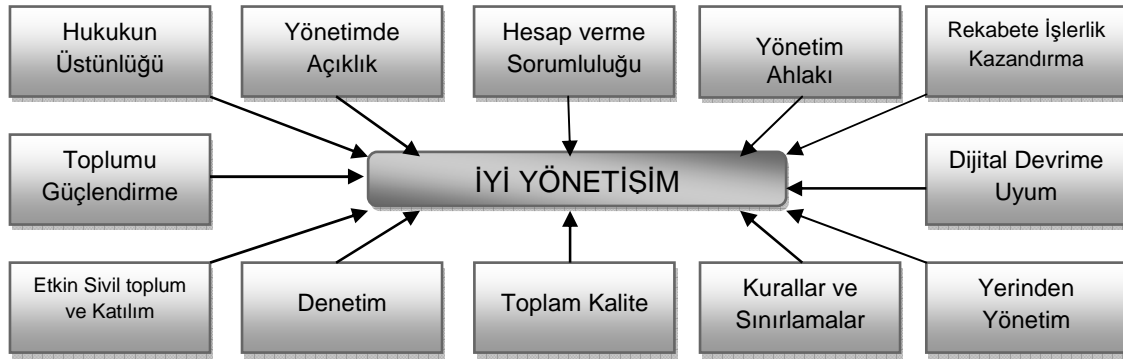 Hukukun
Üstünlüğü
Yönetimde
Açıklık
Hesap verme
Sorumluluğu
Yönetim
Ahlakı
Rekabete İşlerlik
Kazandırma
Toplumu
Güçlendirme
İYİ YÖNETİŞİM
Dijital Devrime
Uyum
Etkin Sivil toplum
ve Katılım
Denetim
Toplam Kalite
Kurallar ve
Sınırlamalar
Yerinden
Yönetim